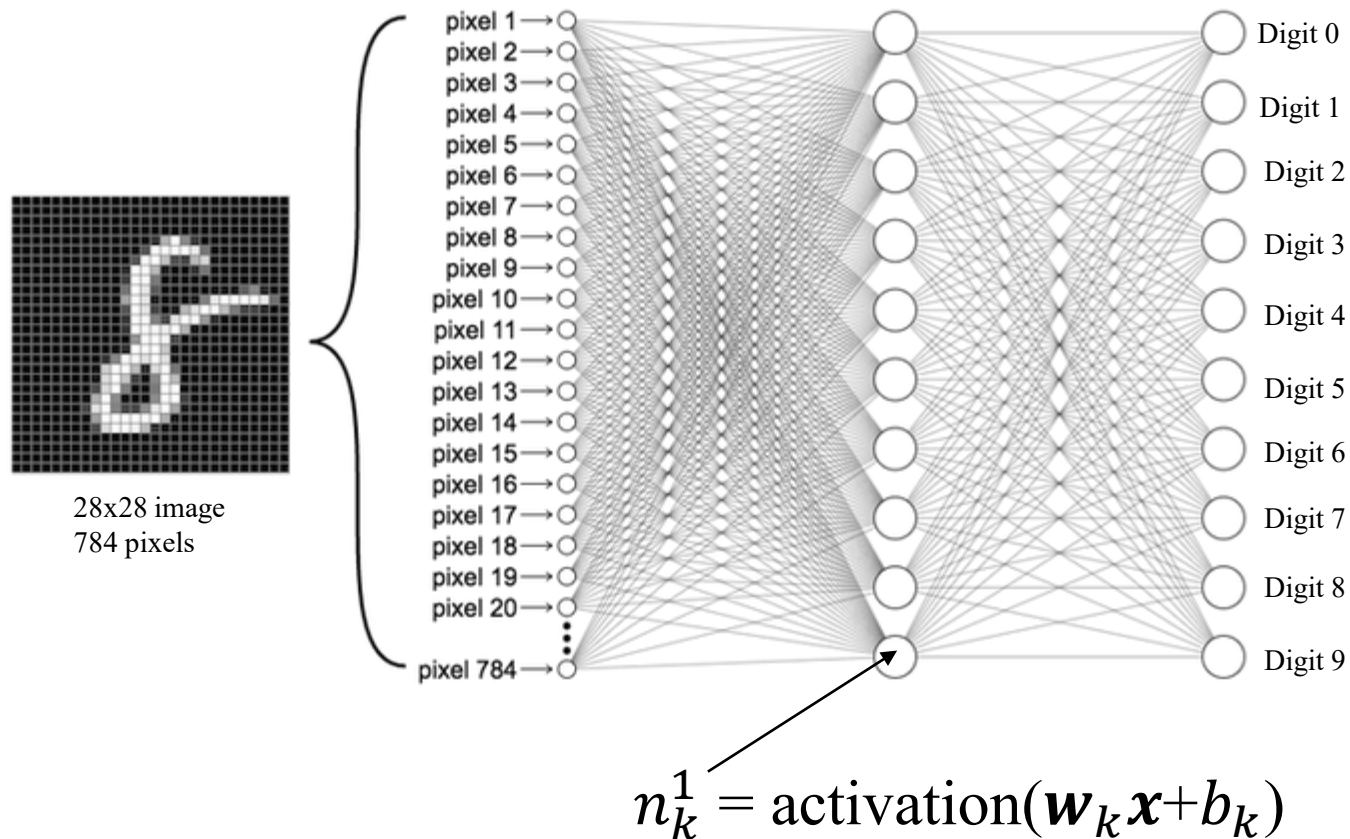 pixel 1
pixel 2
pixel 3
pixel 4
pixel 5
pixel 6
pixel 7
pixel 8
pixel 9
pixel 10
pixel 11
pixel 12
pixel 13
pixel 14
pixel 15
pixel 16
pixel 17
pixel 18
pixel 19
pixel 20
pixel 784
28x28 image
784 pixels
Digit 0
Digit 1
Digit 2
Digit 3
Digit 4
Digit 5
Digit 6
Digit 7
Digit 8
Digit 9
n_k^1 = activation(w_k x+b_k)